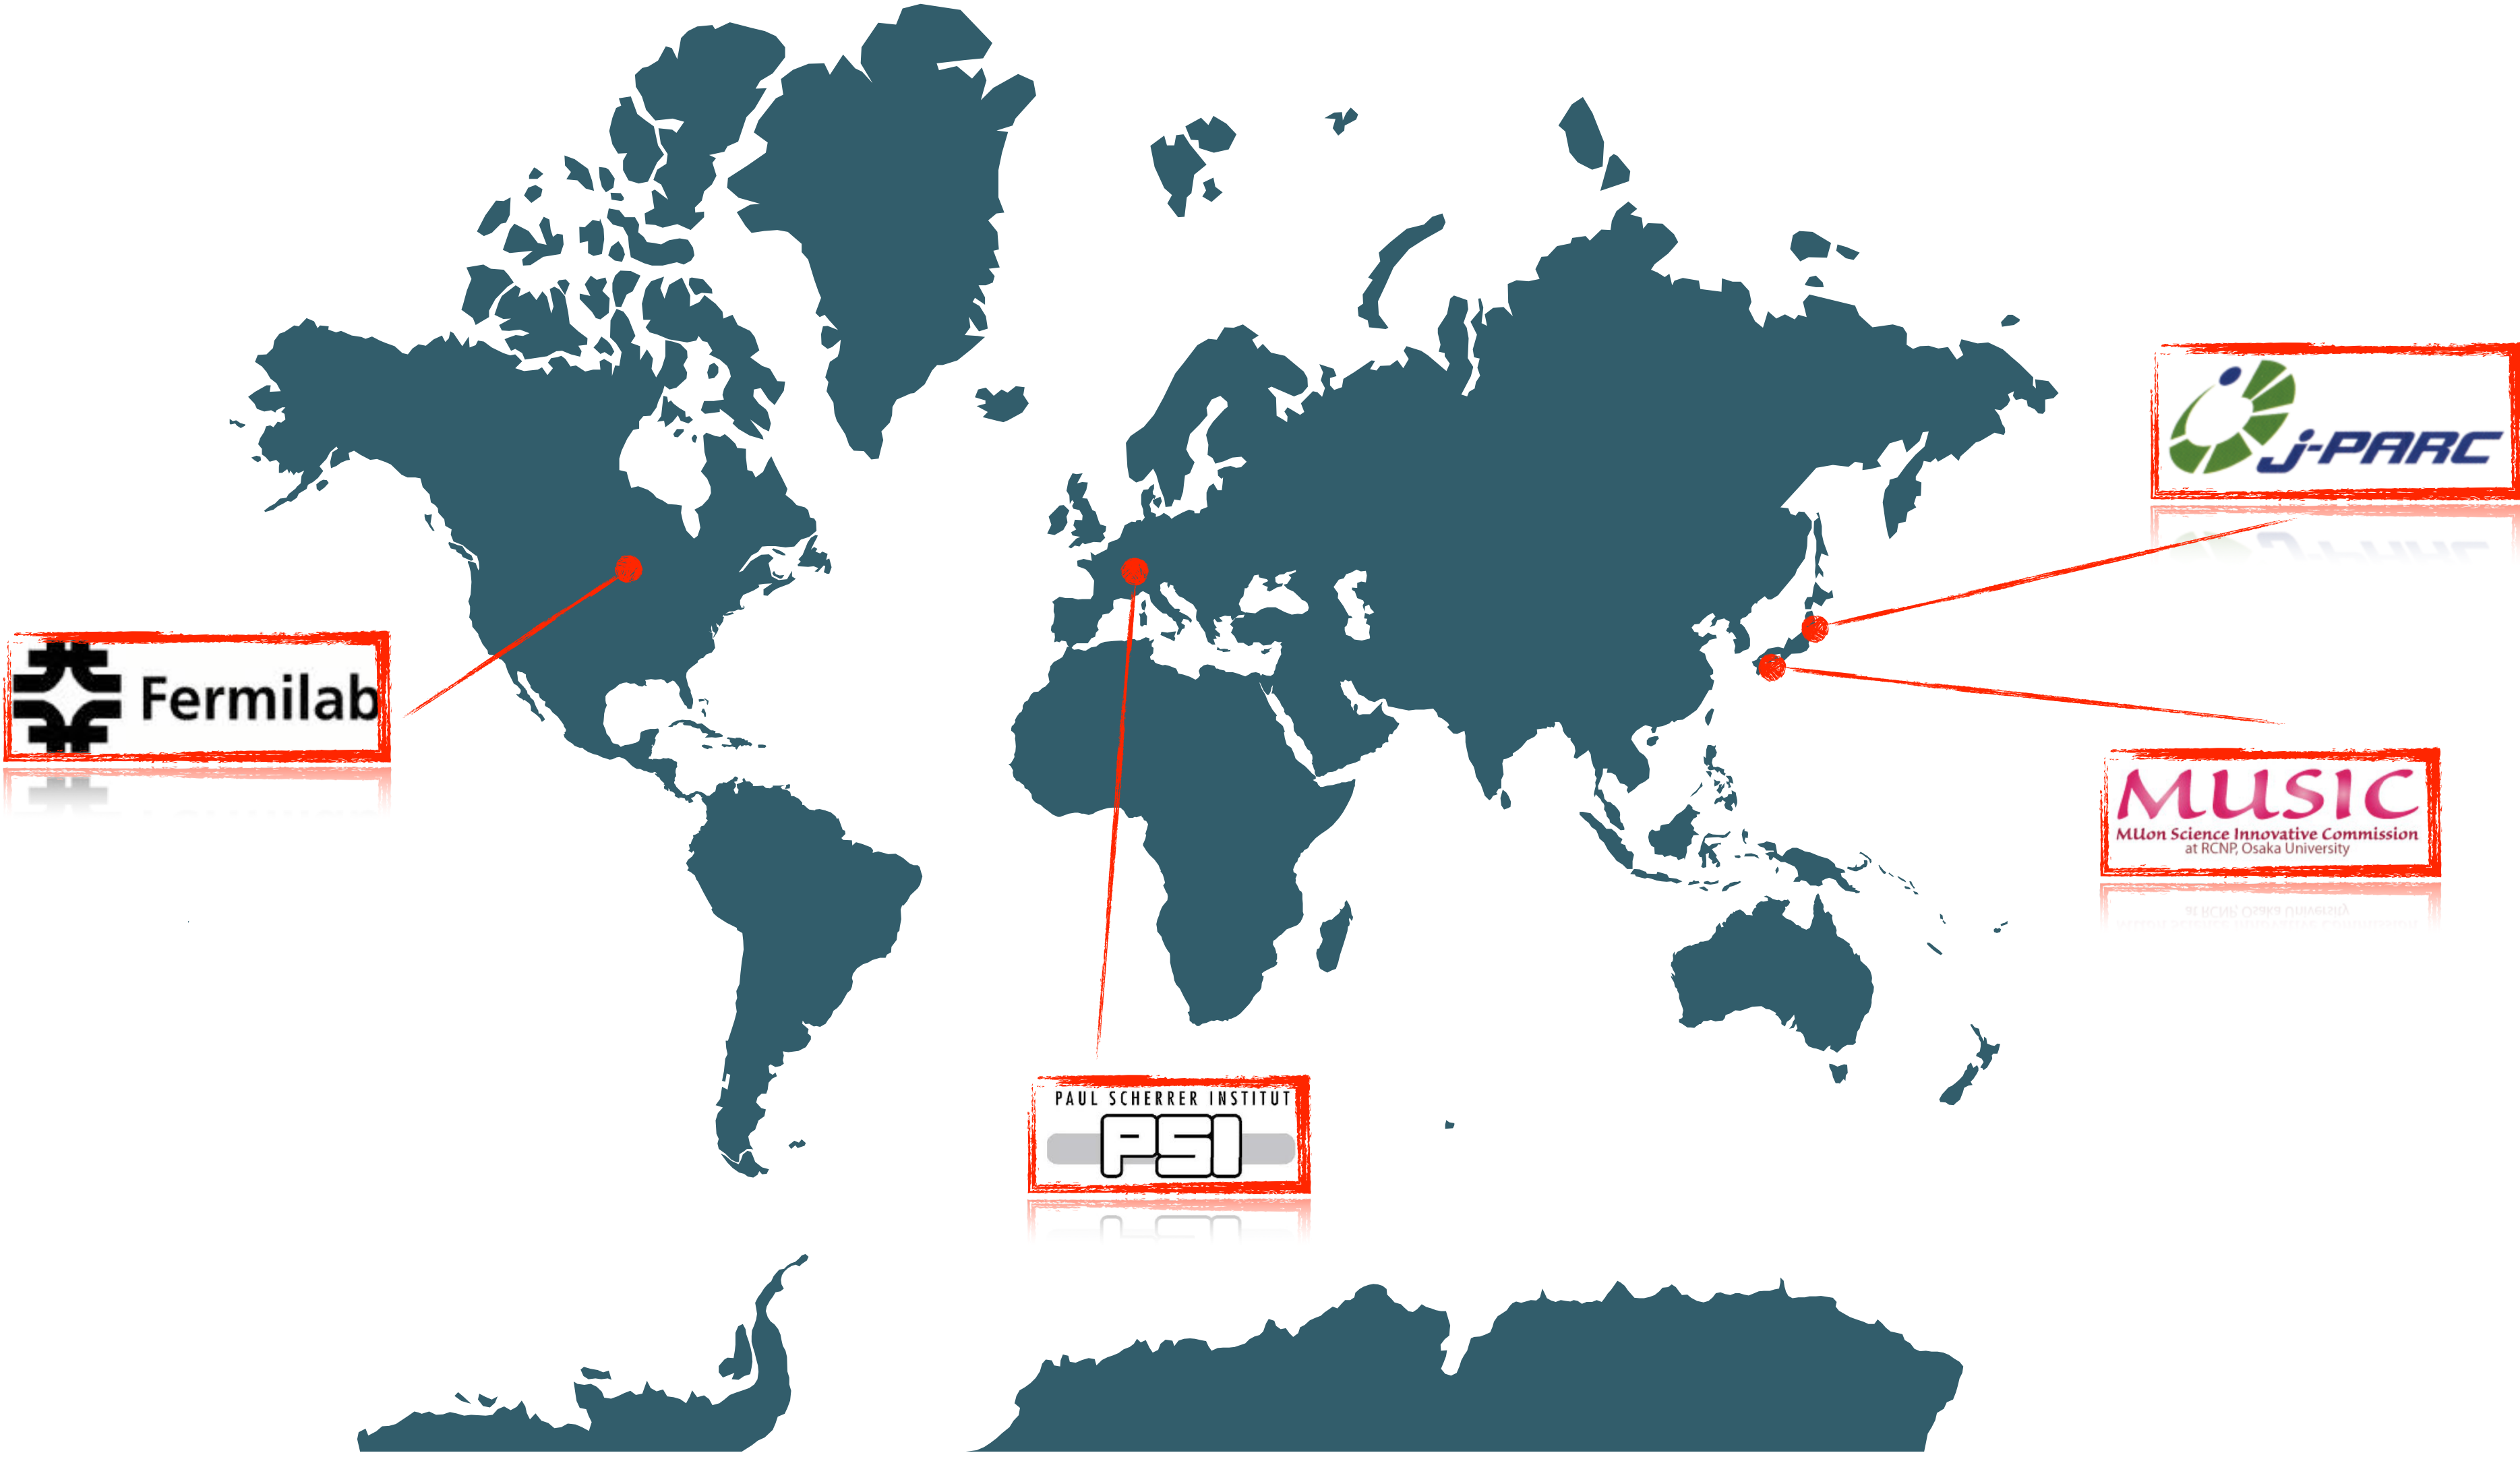 j-PARC
Fermilab
MUSIC
MUon Science Innovative Commission
at RCNP, Osaka University
PAUL SCHERRER INSTITUT
PSI